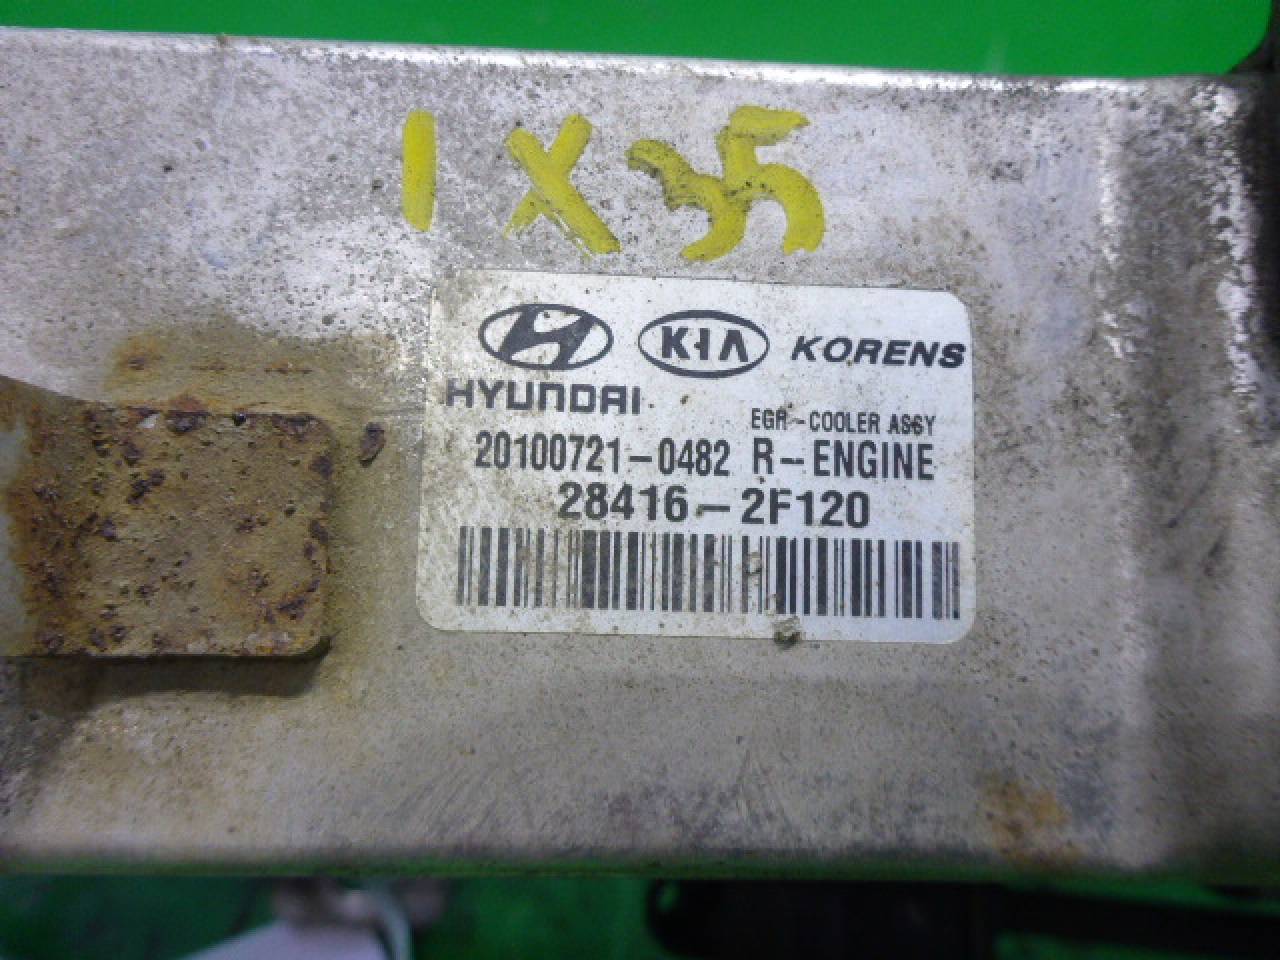 IX35
KIA KORENS
HYUNDAI
EGR-COOLER ASSY
20100721-0482 R-ENGINE
28416-2F120